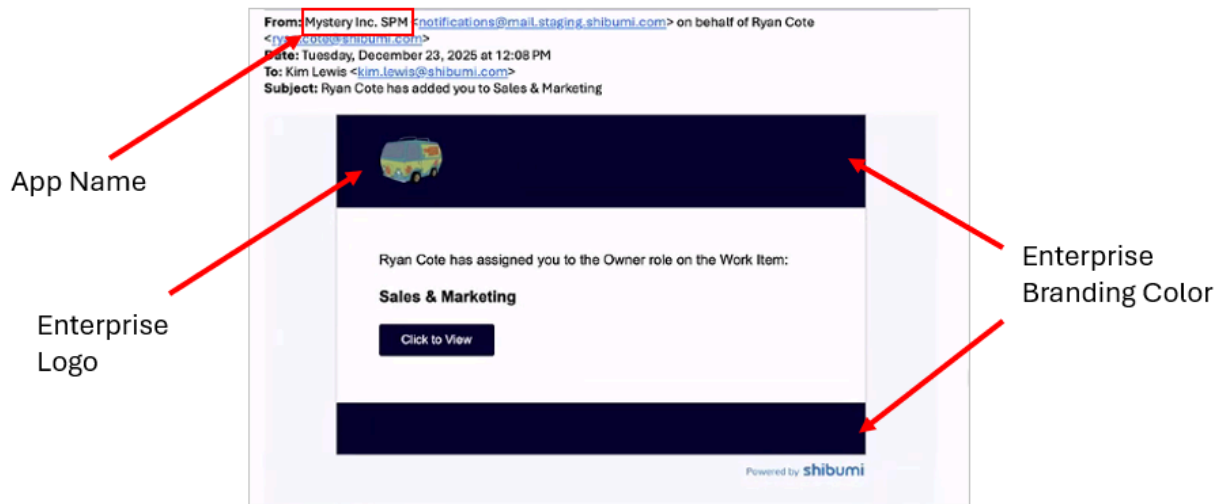 From: Mystery Inc. SPM <notifications@mail.staging.shibumi.com> on behalf of Ryan Cote
<ryan.cote@shibumi.com>
Date: Tuesday, December 23, 2025 at 12:08 PM
To: Kim Lewis <kim.lewis@shibumi.com>
Subject: Ryan Cote has added you to Sales & Marketing
App Name
Ryan Cote has assigned you to the Owner role on the Work Item:
Sales & Marketing
Click to View
Enterprise
Branding Color
Enterprise
Logo
Powered by shibumi